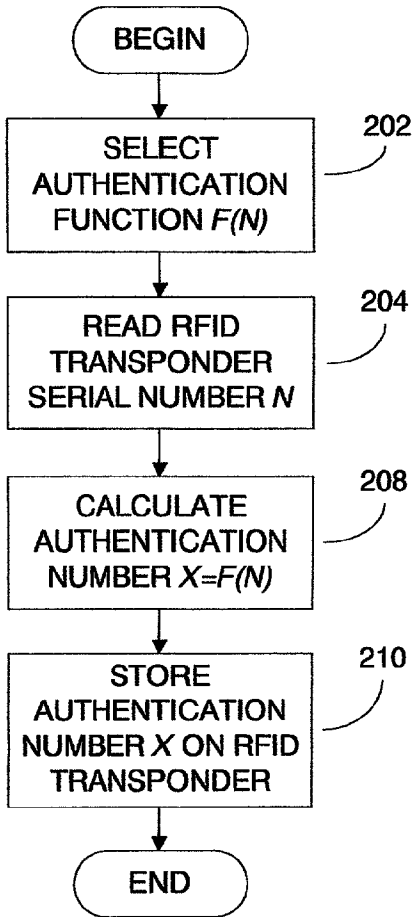 BEGIN
202
SELECT
AUTHENTICATION
FUNCTION F(N)
204
READ RFID
TRANSPONDER
SERIAL NUMBER N
208
CALCULATE
AUTHENTICATION
NUMBER X=F(N)
210
STORE
AUTHENTICATION
NUMBER X ON RFID
TRANSPONDER
END